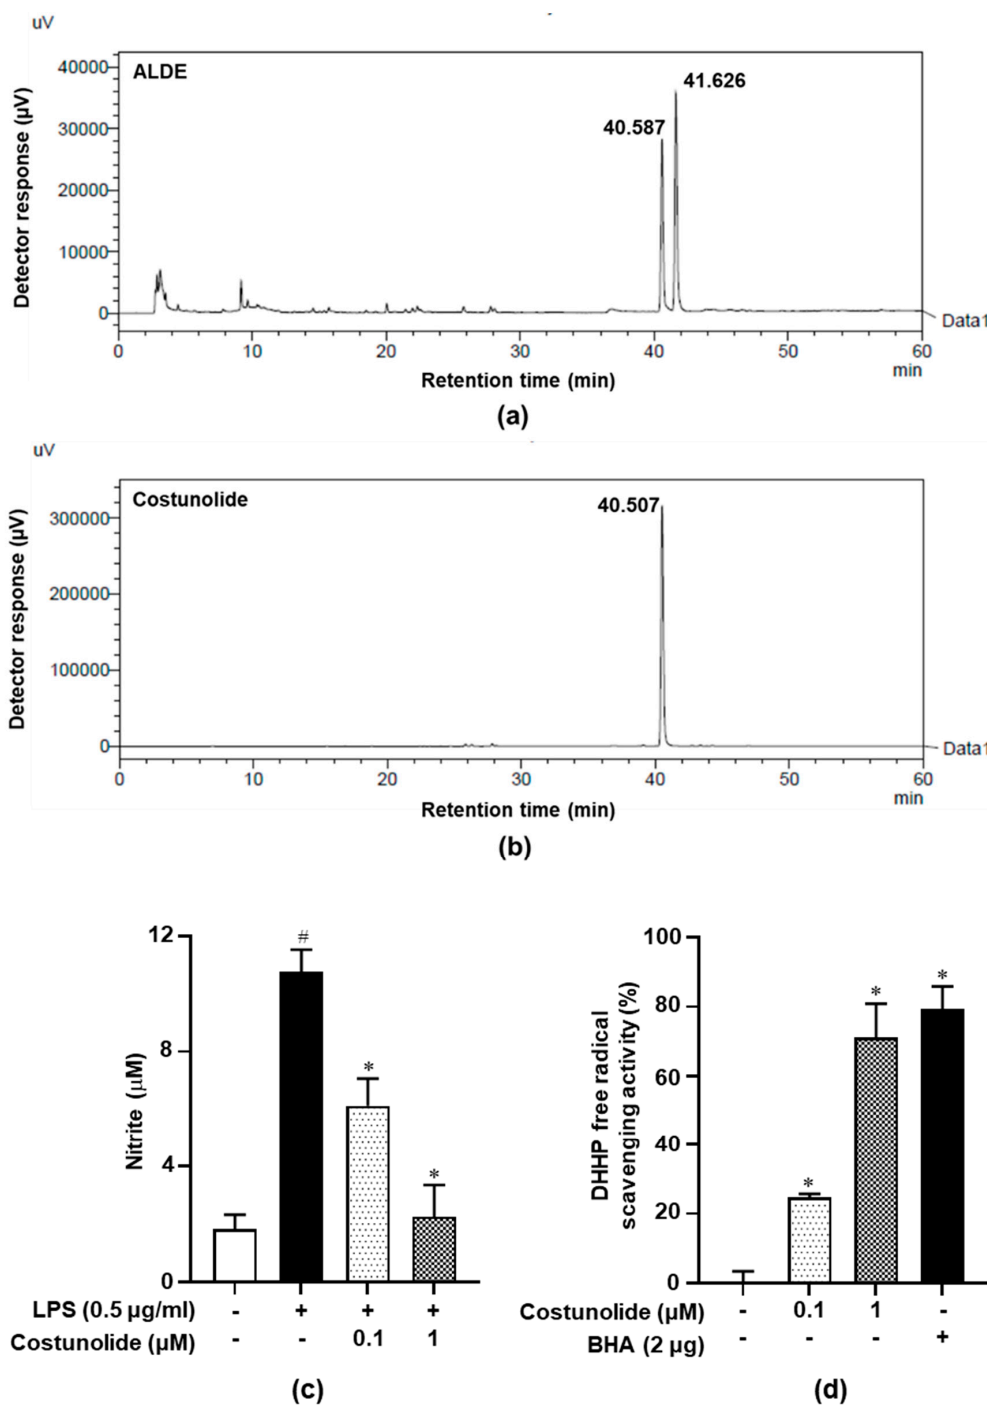 uV
Detector response (µV)
ALDE
40000
30000
20000
10000
0
40.587
41.626
Data1
0 10 20 30 40 50 60
min
Retention time (min)
(a)
uV
Detector response (µV)
Costunolide
300000
200000
100000
0
40.507
Data1
0 10 20 30 40 50 60
min
Retention time (min)
(b)
Nitrite (µM)
12
8
4
0
#
*
*
LPS (0.5 µg/ml) - + + +
Costunolide (µM) - - 0.1 1
(c)
DHHP free radical
scavenging activity (%)
100
80
60
40
20
0
*
*
*
Costunolide (µM) - 0.1 1 -
BHA (2 µg) - - - +
(d)